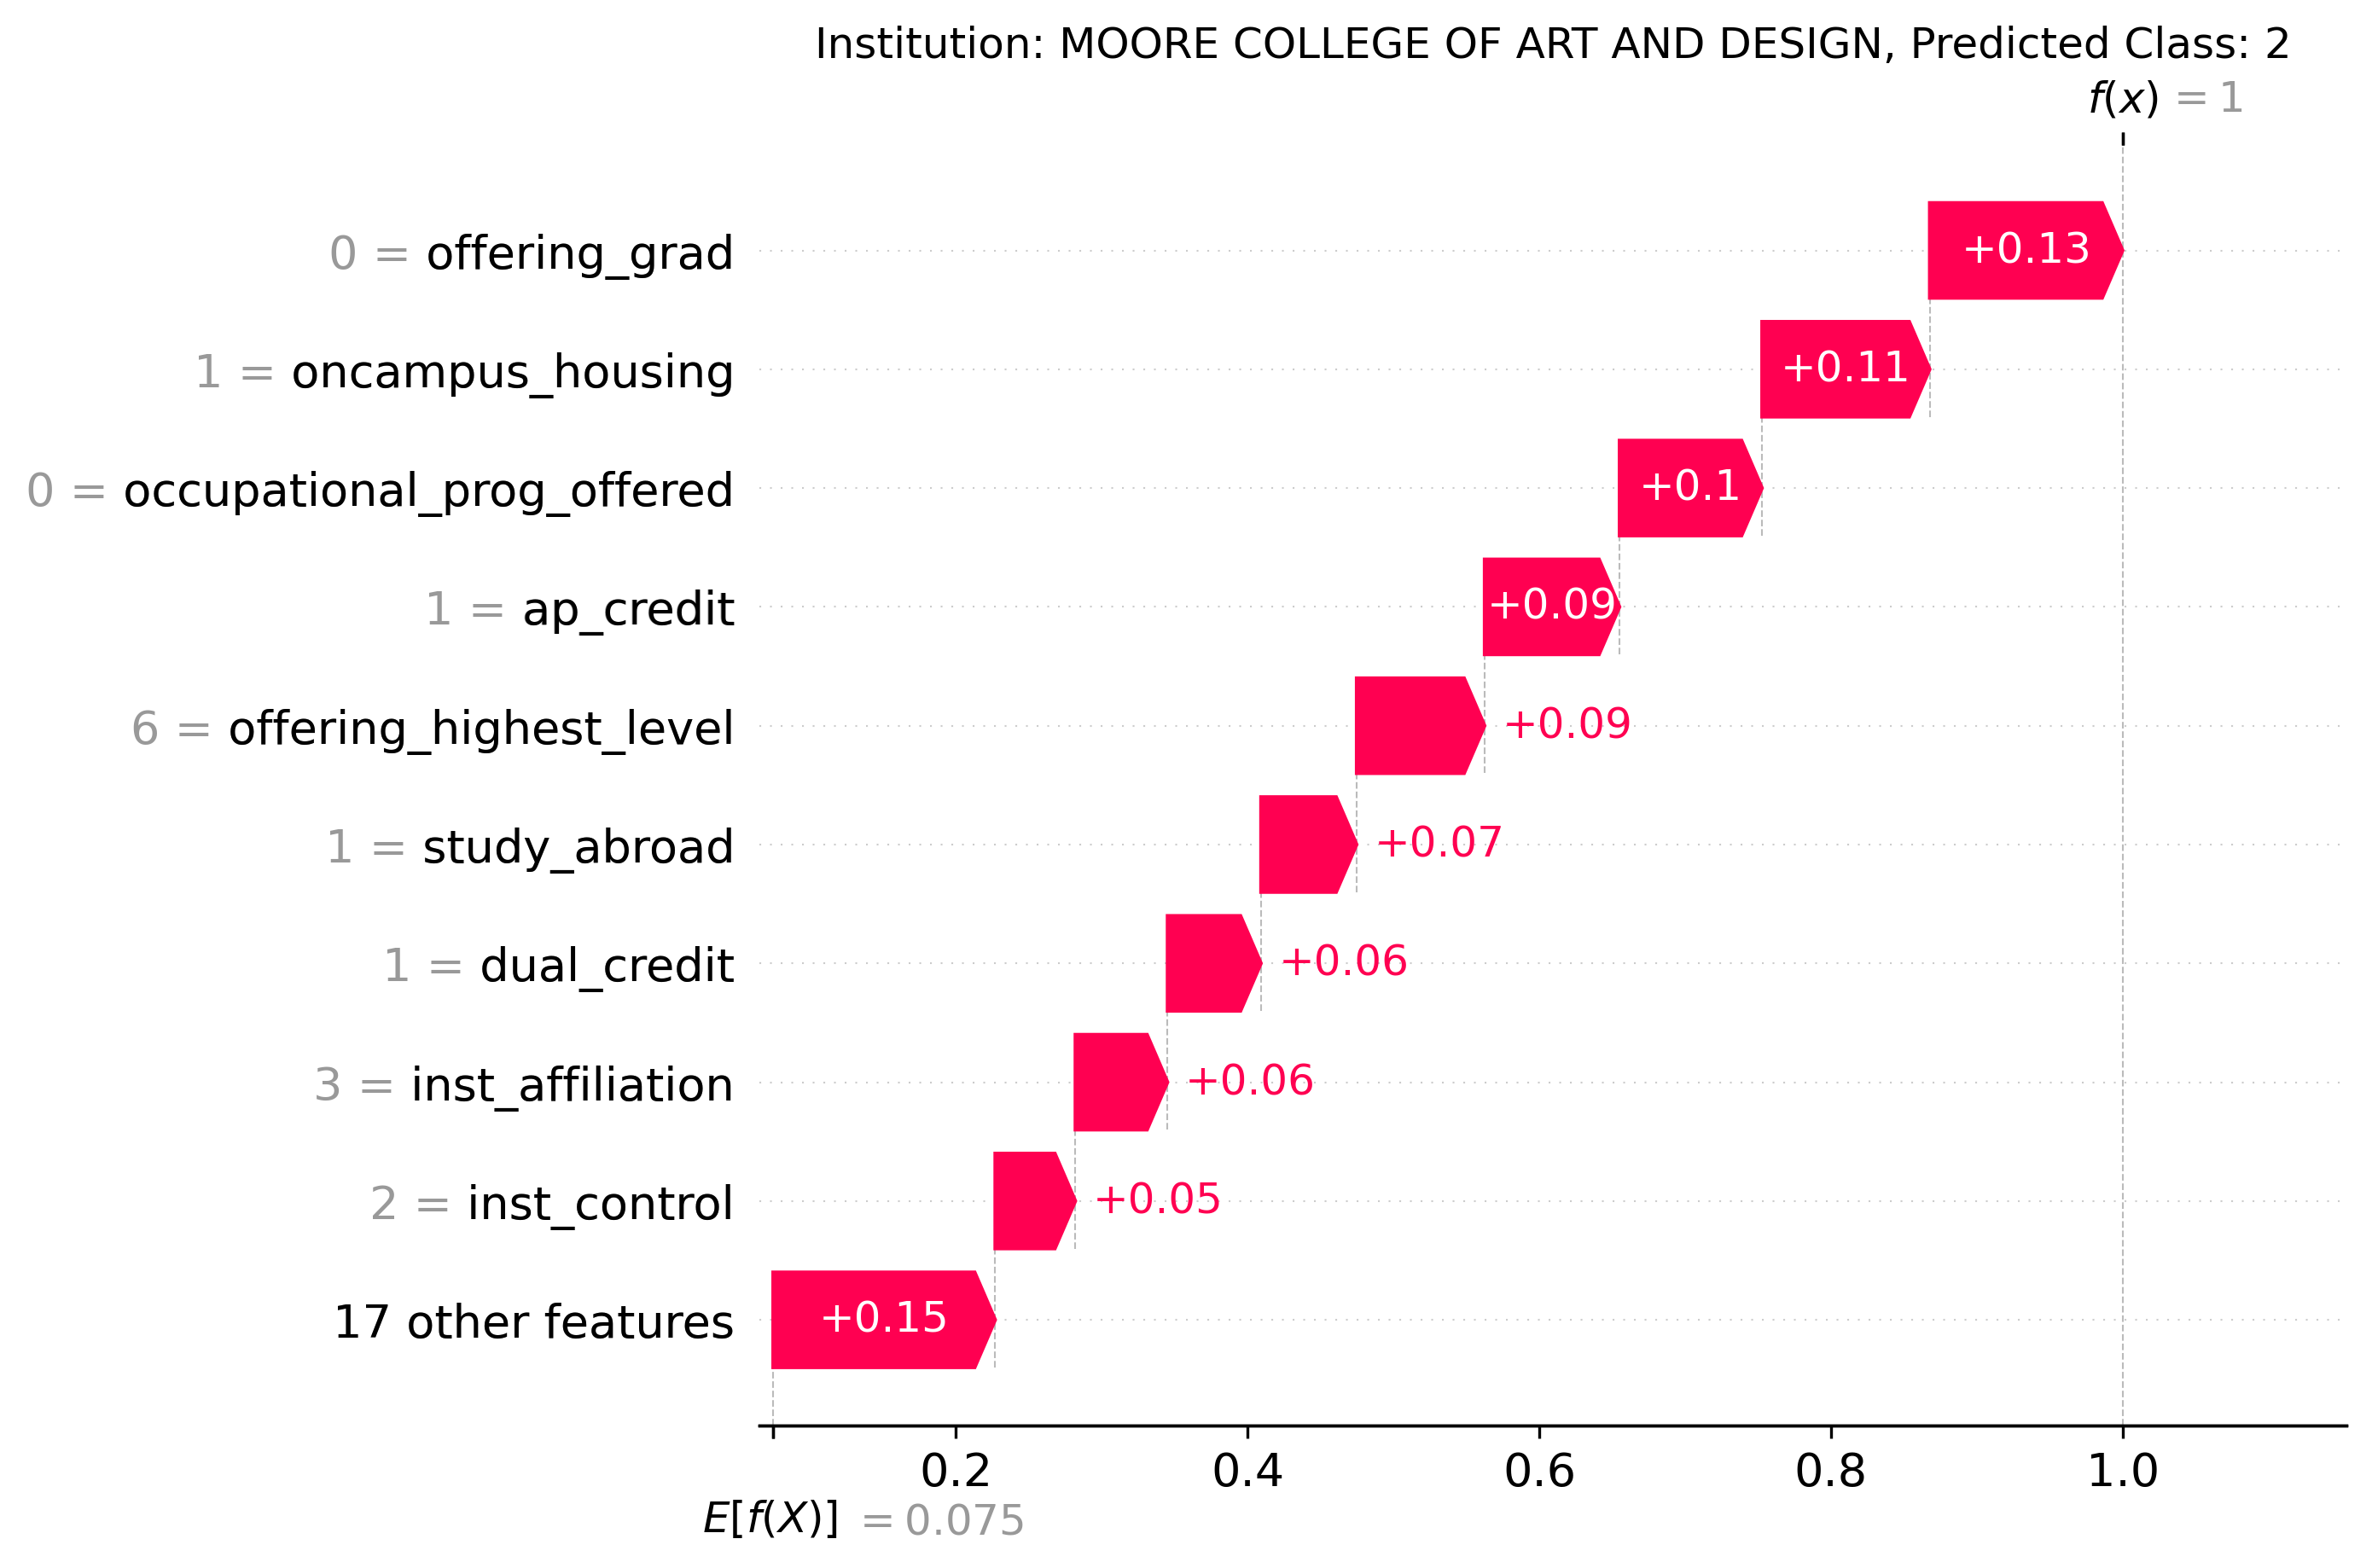 Institution: MOORE COLLEGE OF ART AND DESIGN, Predicted Class: 2
f(x) = 1
0 = offering_grad +0.13
1 = oncampus_housing +0.11
0 = occupational_prog_offered +0.1
1 = ap_credit +0.09
6 = offering_highest_level +0.09
1 = study_abroad +0.07
1 = dual_credit +0.06
3 = inst_affiliation +0.06
2 = inst_control +0.05
17 other features +0.15
0.2 0.4 0.6 0.8 1.0
E[f(X)] = 0.075